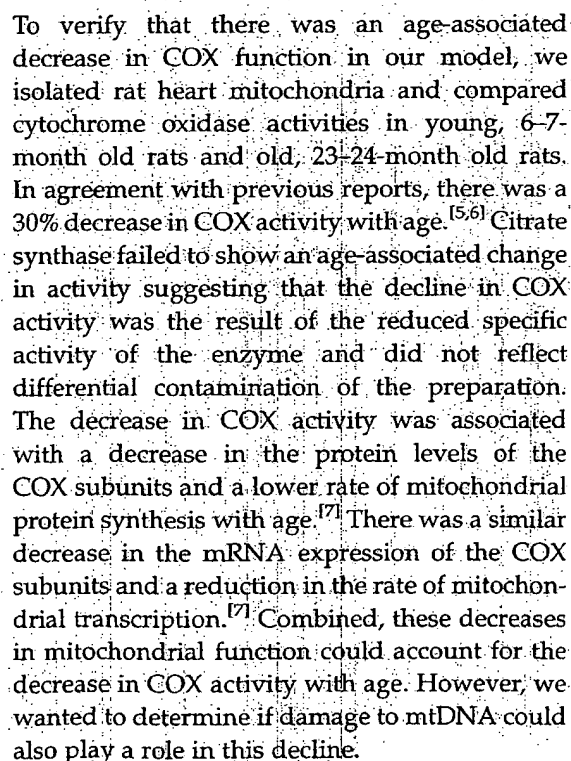 To verify that there was an age-associated
decrease in COX function in our model, we
isolated rat heart mitochondria and compared
cytochrome oxidase activities in young, 6–7-
month old rats and old, 23–24-month old rats.
In agreement with previous reports, there was a
30% decrease in COX activity with age.[5,6] Citrate
synthase failed to show an age-associated change
in activity suggesting that the decline in COX
activity was the result of the reduced specific
activity of the enzyme and did not reflect
differential contamination of the preparation.
The decrease in COX activity was associated
with a decrease in the protein levels of the
COX subunits and a lower rate of mitochondrial
protein synthesis with age.[7] There was a similar
decrease in the mRNA expression of the COX
subunits and a reduction in the rate of mitochon-
drial transcription.[7] Combined, these decreases
in mitochondrial function could account for the
decrease in COX activity with age. However, we
wanted to determine if damage to mtDNA could
also play a role in this decline.